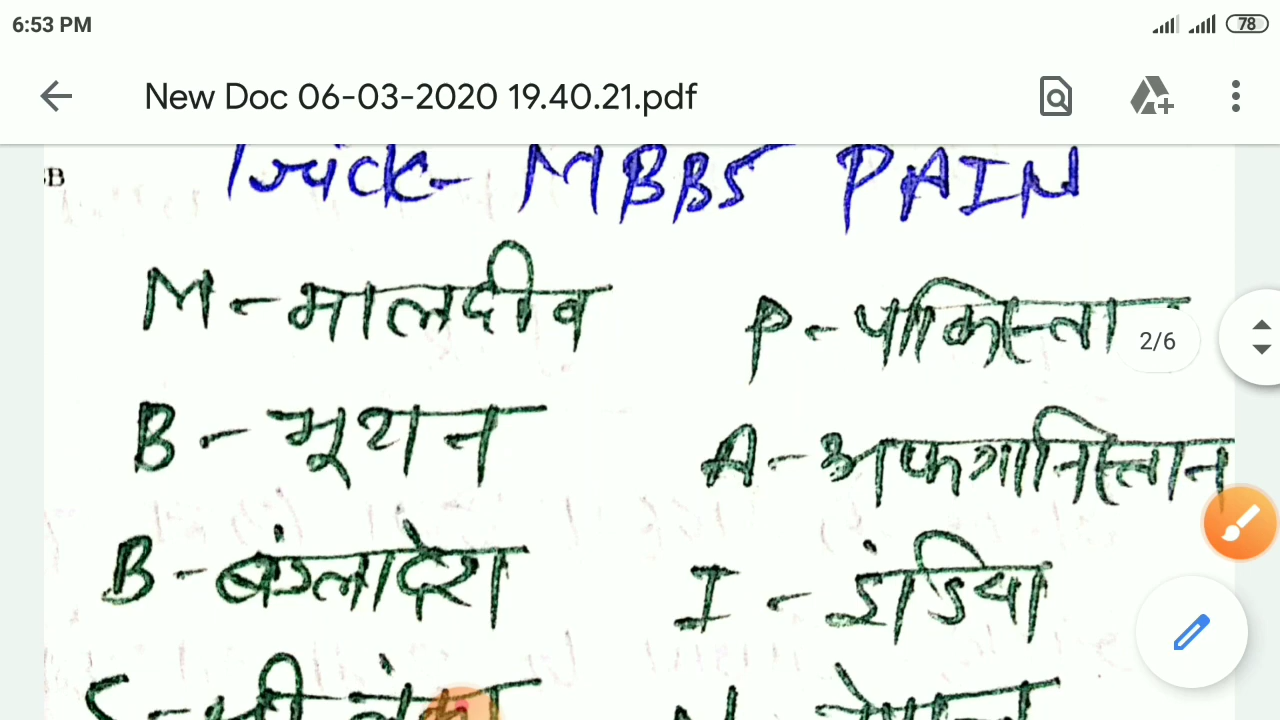 6:53 PM
78
New Doc 06-03-2020 19.40.21.pdf
B
Trick- MBBS PAIN
M - मालदीव
P - पाकिस्ता
2/6
B - भूथान
A - अफगानिस्तान
B - बंग्लादेश
I - इंडिया
S - श्री लंका
N - नेपाल